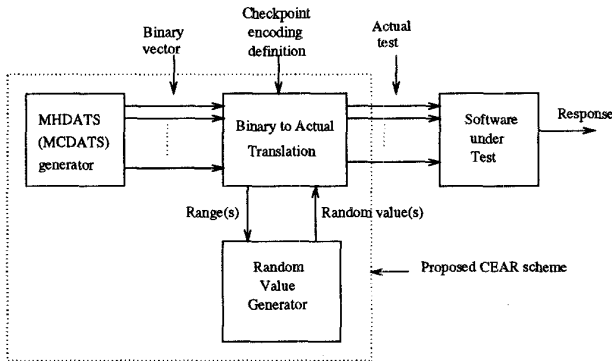 Checkpoint
encoding
definition
Binary
vector
Actual
test
MHDATS
(MCDATS)
generator
Binary to Actual
Translation
Software
under
Test
Response
Range(s)
Random value(s)
Random
Value
Generator
Proposed CEAR scheme